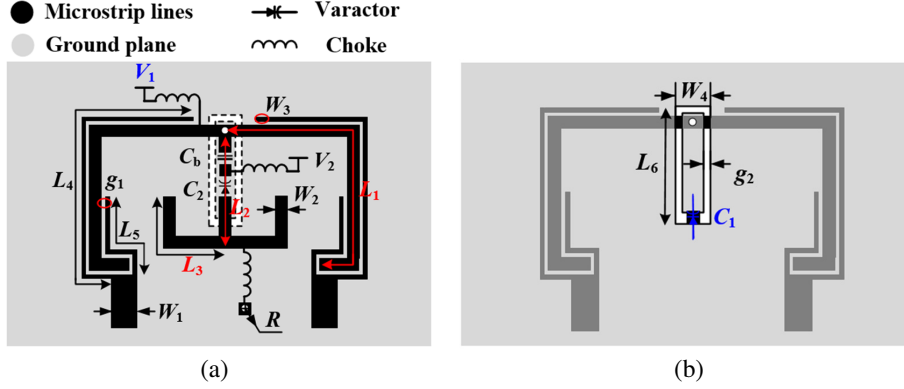 Microstrip lines
Varactor
Ground plane
Choke
V1
W3
W4
Cb
V2
L4
g1
C2
L1
L6
g2
L2
W2
C1
L5
L3
W1
R
(a)
(b)